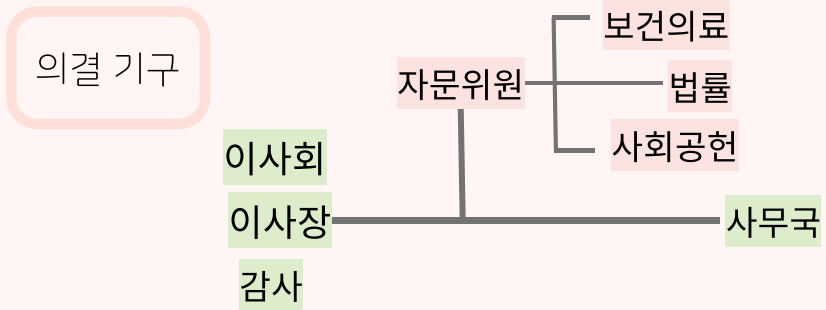 의결 기구
보건의료
자문위원
법률
사회공헌
이사회
이사장
사무국
감사